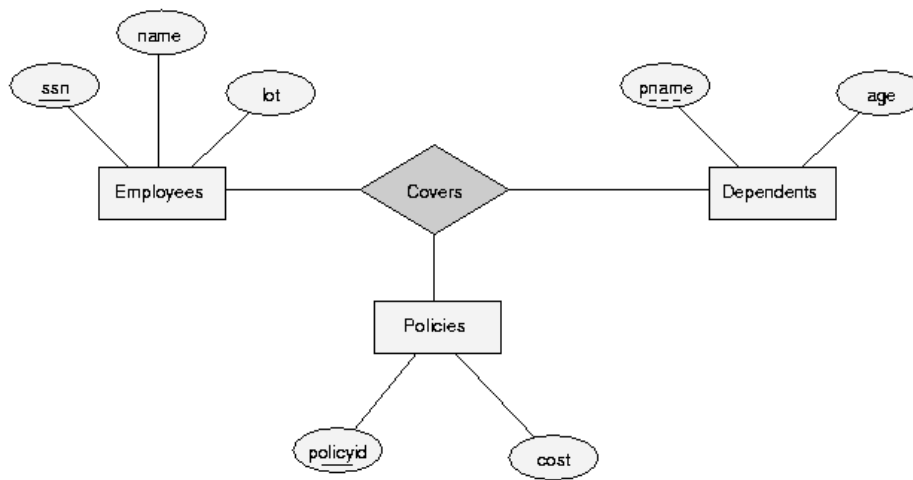 name
ssn
lot
pname
age
Employees
Covers
Dependents
Policies
policyid
cost